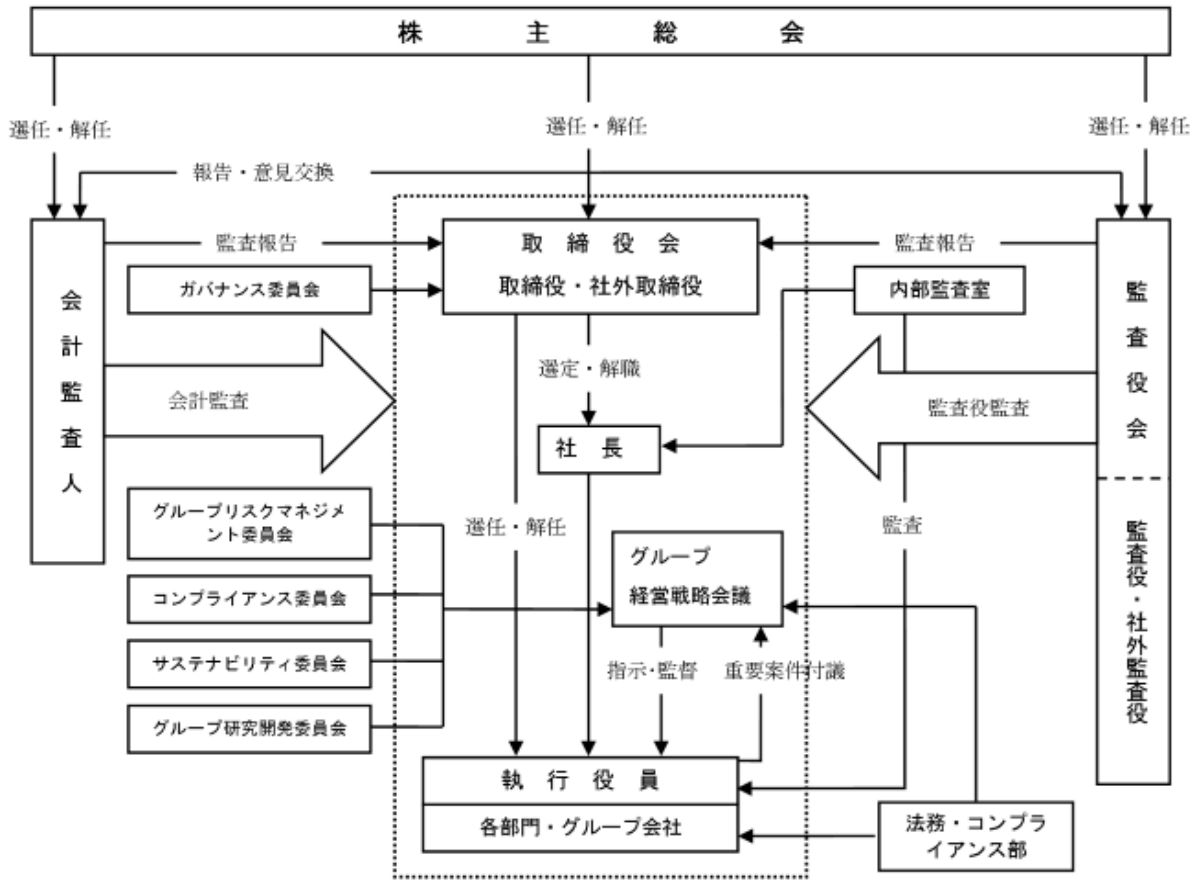 株主総会
選任・解任
選任・解任
選任・解任
報告・意見交換
監査報告
取締役会
取締役・社外取締役
監査報告
ガバナンス委員会
内部監査室
会計監査人
監査役会
選定・解職
会計監査
監査役監査
社長
グループリスクマネジメ
ント委員会
選任・解任
監査
監査役・社外監査役
グループ
経営戦略会議
コンプライアンス委員会
サステナビリティ委員会
指示・監督
重要案件付議
グループ研究開発委員会
執行役員
各部門・グループ会社
法務・コンプラ
イアンス部